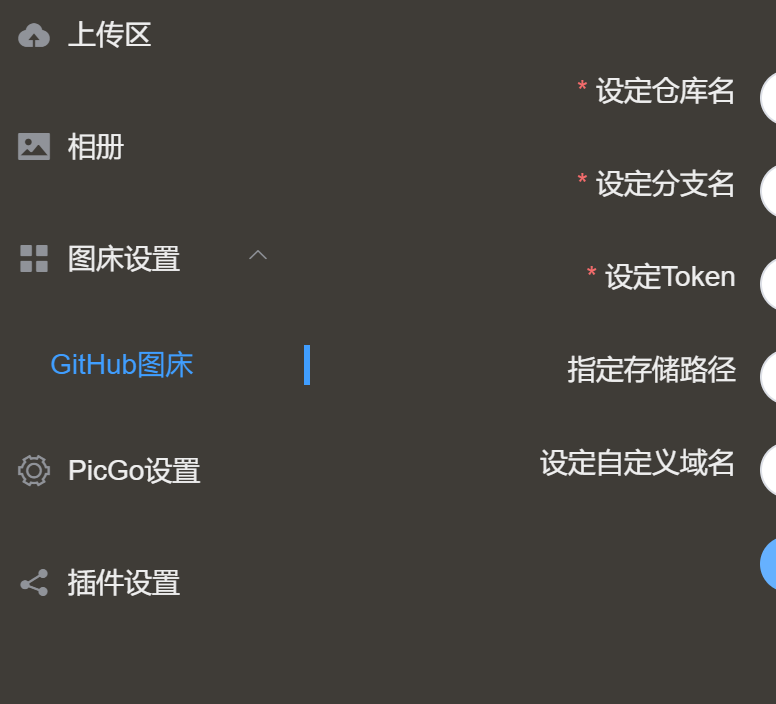 上传区
相册
图床设置
GitHub图床
PicGo设置
插件设置
* 设定仓库名
* 设定分支名
* 设定Token
指定存储路径
设定自定义域名